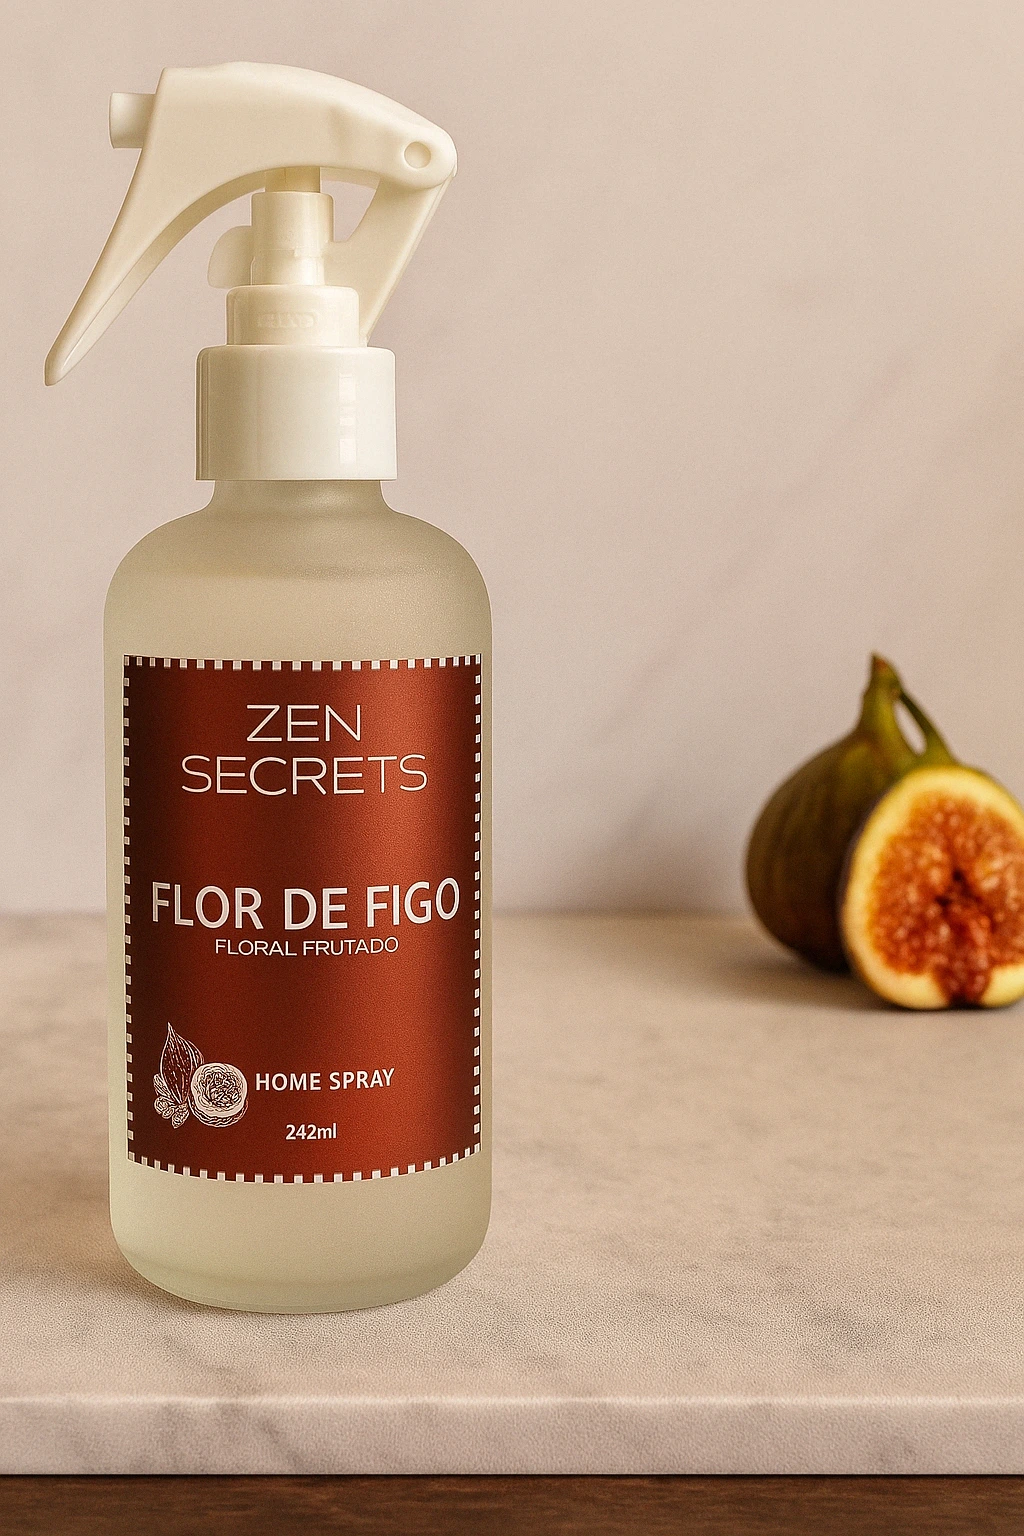 ZEN
SECRETS
FLOR DE FIGO
FLORAL FRUTADO
HOME SPRAY
242ml